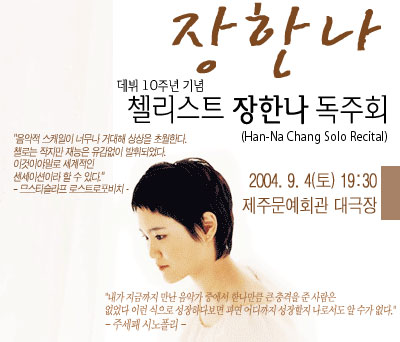 장한나
데뷔 10주년 기념
첼리스트 장한나 독주회
(Han-Na Chang Solo Recital)
"음악적 스케일이 너무나 거대해 상상을 초월한다.
첼로는 작지만 재능은 유감없이 발휘되었다.
이것이야말로 세계적인
센세이션이라 할 수 있다."
- 므스티슬라프 로스트로포비치 -
2004. 9. 4(토) 19:30
제주문예회관 대극장
"내가 지금까지 만난 음악가 중에서 한나만큼 큰 충격을 준 사람은
없었다 이런 식으로 성장하다보면 과연 어디까지 성장할지 나로서도 알 수가 없다."
- 주세페 시노폴리 -